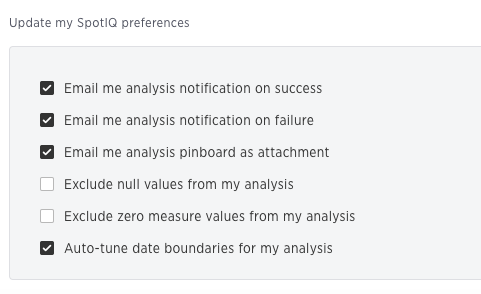 Update my SpotIQ preferences
Email me analysis notification on success
Email me analysis notification on failure
Email me analysis pinboard as attachment
Exclude null values from my analysis
Exclude zero measure values from my analysis
Auto-tune date boundaries for my analysis